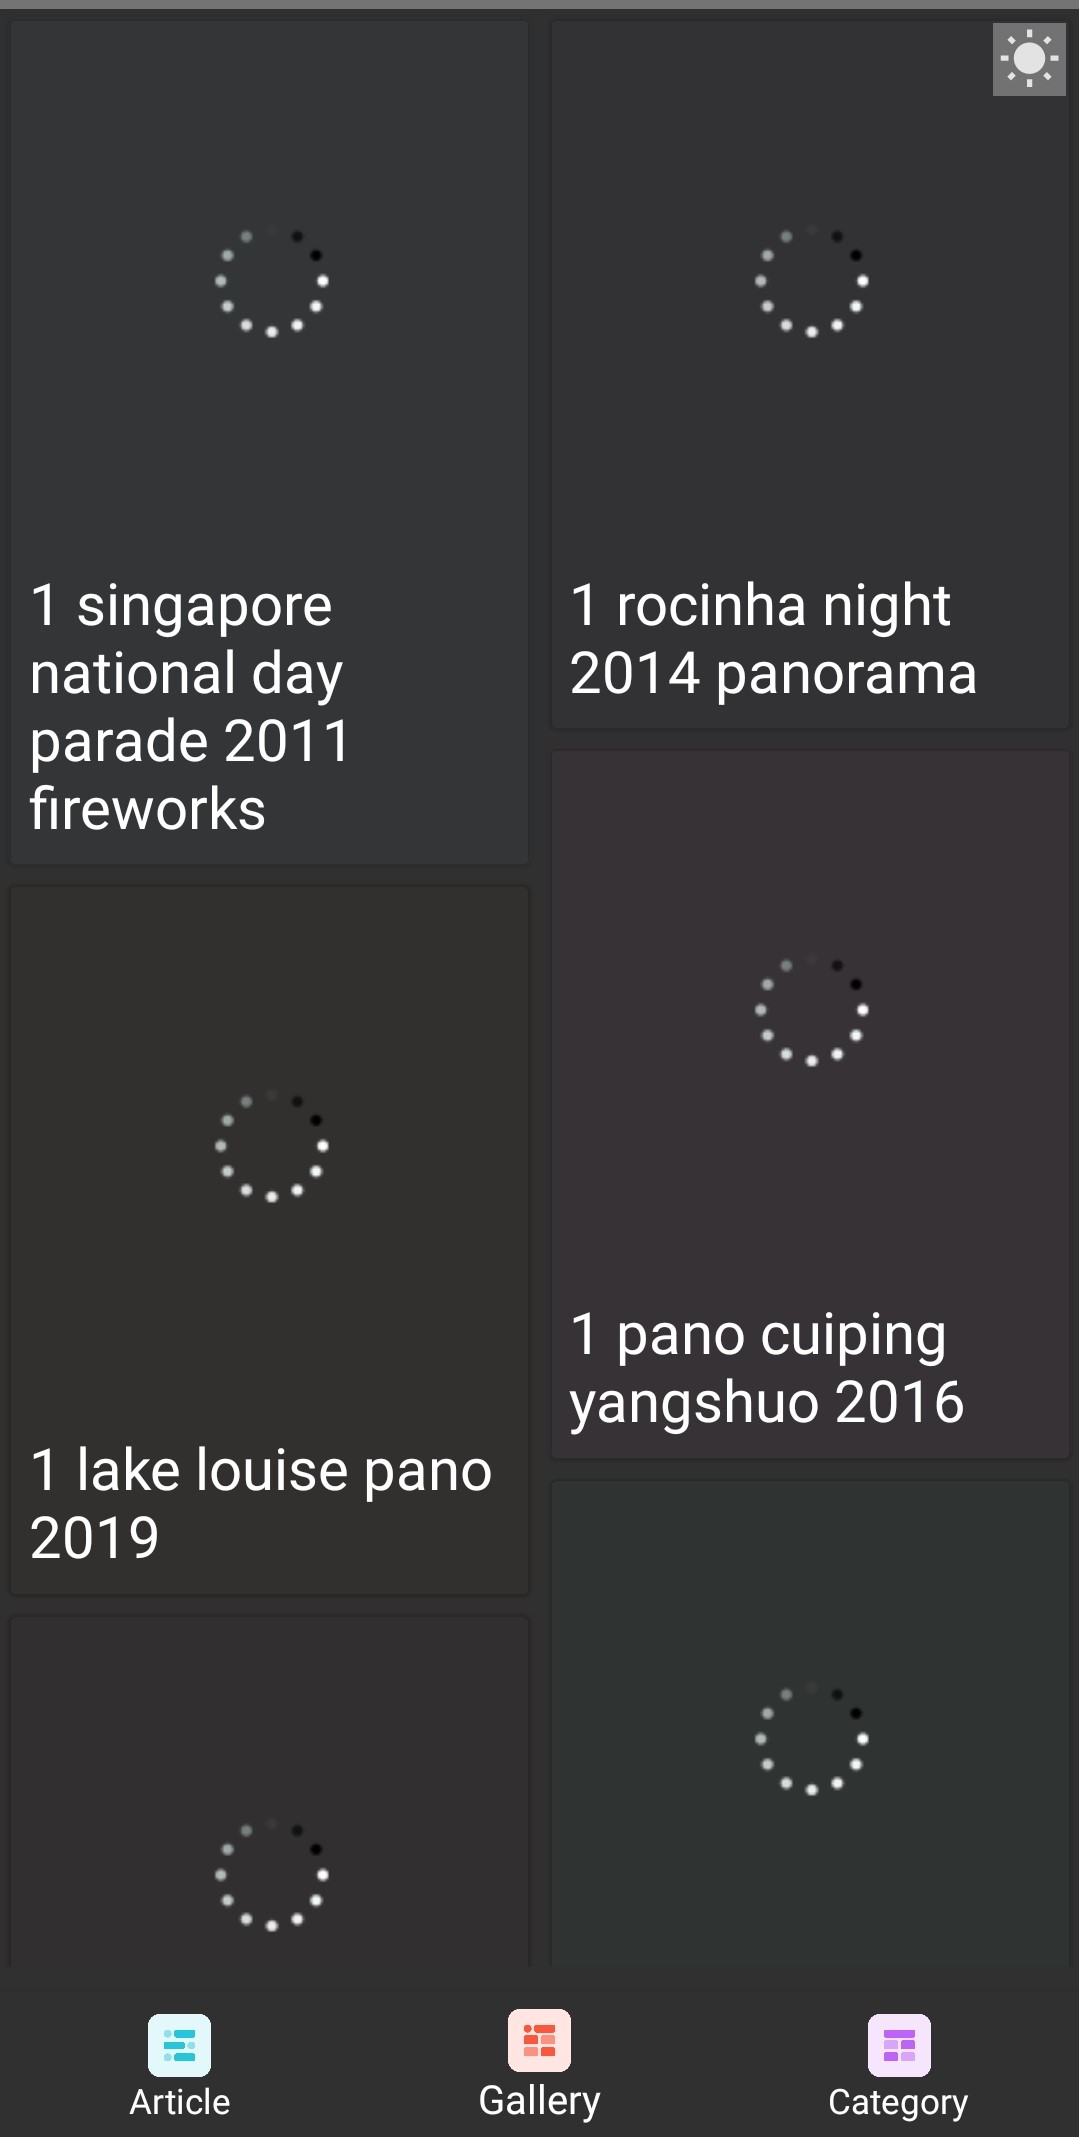 1 singapore
national day
parade 2011
fireworks
1 rocinha night
2014 panorama
1 pano cuiping
yangshuo 2016
1 lake louise pano
2019
Article
Gallery
Category